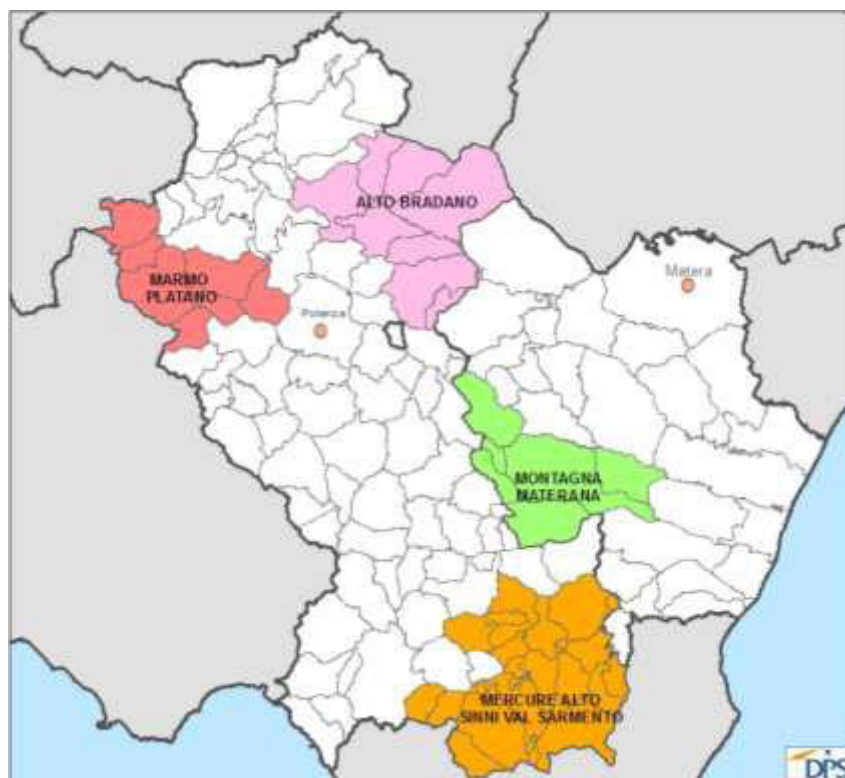 ALTO BRADANO
MARMO
PLATANO
Matera
Potenza
MONTAGNA
MATERANA
MERCURE ALTO
SINNI VAL SARMENTO
DPS